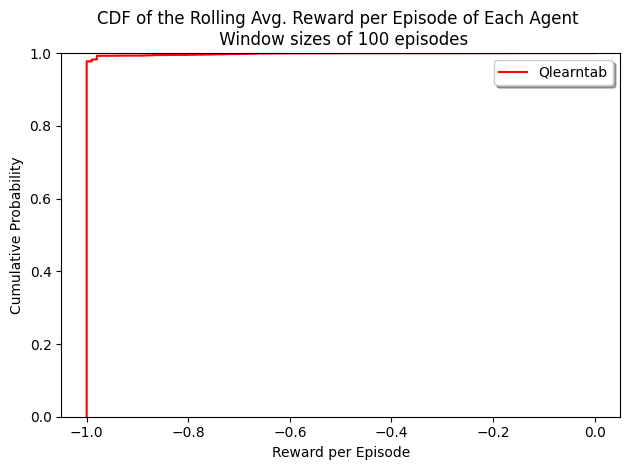 CDF of the Rolling Avg. Reward per Episode of Each Agent
Window sizes of 100 episodes
Qlearntab
Cumulative Probability
1.0
0.8
0.6
0.4
0.2
0.0
−1.0 −0.8 −0.6 −0.4 −0.2 0.0
Reward per Episode